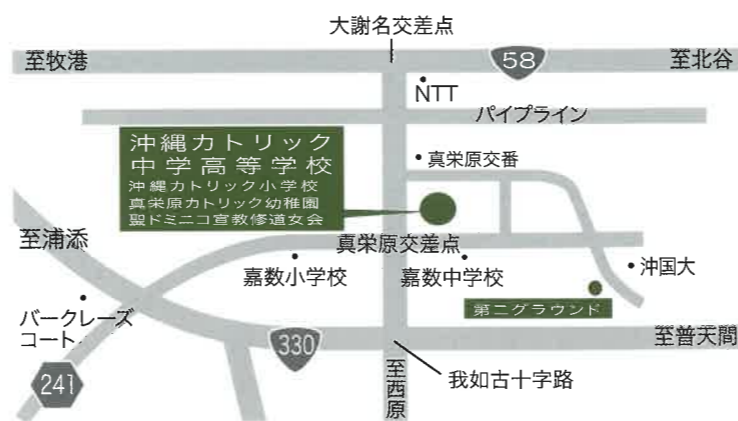 大謝名交差点
至牧港
58
至北谷
NTT
パイプライン
沖縄カトリック
中学高等学校
沖縄カトリック小学校
真栄原カトリック幼稚園
聖ドミニコ宣教修道女会
真栄原交番
至浦添
真栄原交差点
嘉数小学校
嘉数中学校
沖国大
第二グラウンド
バークレーズ
コート
330
至普天間
241
至西原
我如古十字路